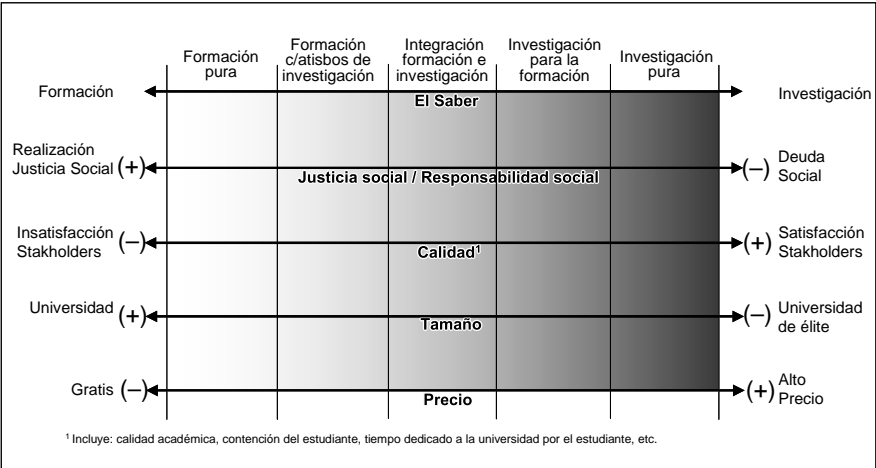 Formación
pura
Formación
c/atisbos de
investigación
Integración
formación e
investigación
Investigación
para la
formación
Investigación
pura
Formación
El Saber
Investigación
Realización
Justicia Social (+)
Justicia social / Responsabilidad social
(–) Deuda
Social
Insatisfacción
Stakholders (–)
Calidad¹
(+) Satisfacción
Stakholders
Universidad (+)
Tamaño
(–) Universidad
de élite
Gratis (–)
Precio
(+) Alto
Precio
¹ Incluye: calidad académica, contención del estudiante, tiempo dedicado a la universidad por el estudiante, etc.